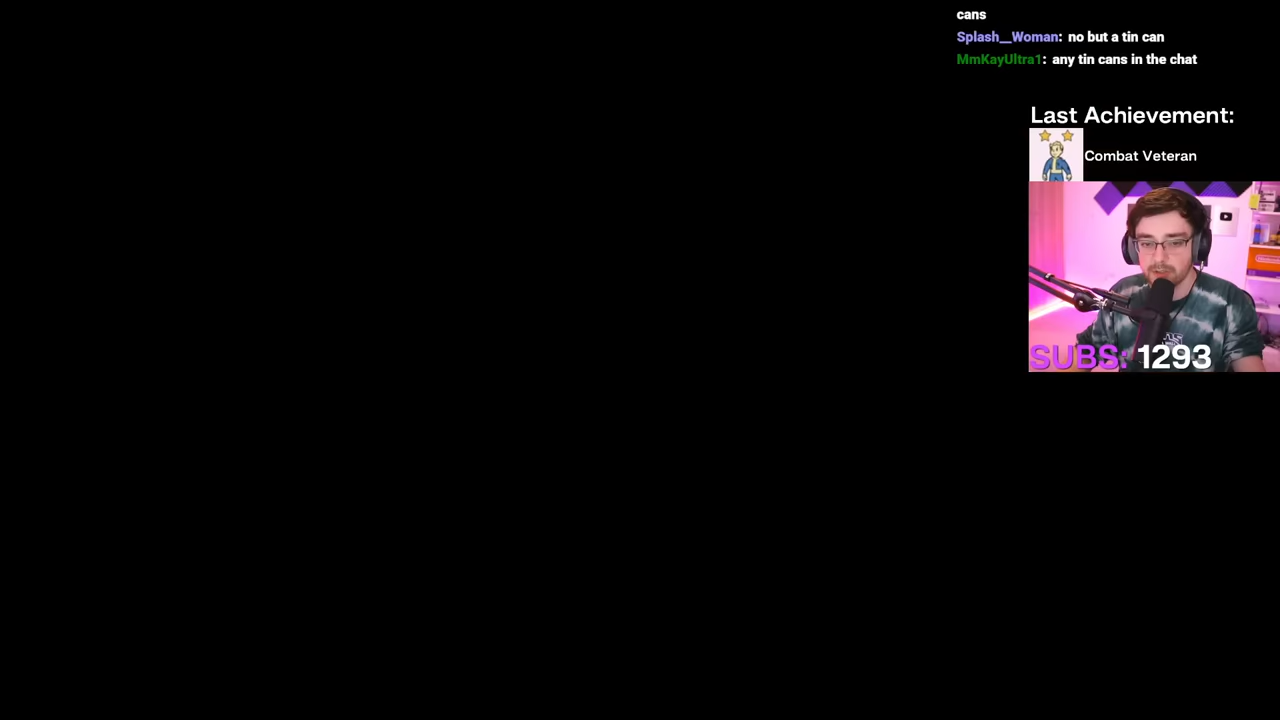 cans
Splash__Woman: no but a tin can
MmKayUltra1: any tin cans in the chat
Last Achievement:
Combat Veteran
SUBS: 1293